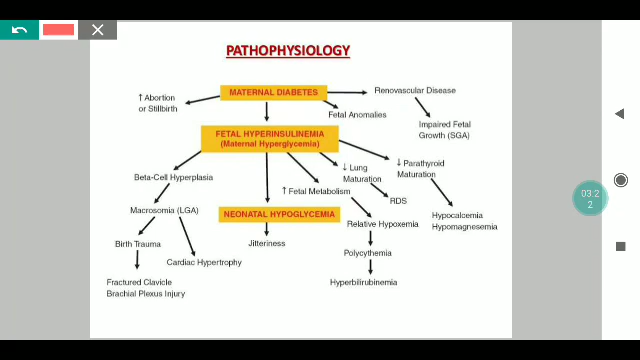 PATHOPHYSIOLOGY
MATERNAL DIABETES
Renovascular Disease
↑ Abortion
or Stillbirth
Fetal Anomalies
Impaired Fetal
Growth (SGA)
FETAL HYPERINSULINEMIA
(Maternal Hyperglycemia)
↓ Lung
Maturation
↓ Parathyroid
Maturation
Beta-Cell Hyperplasia
↑ Fetal Metabolism
RDS
Macrosomia (LGA)
NEONATAL HYPOGLYCEMIA
Relative Hypoxemia
Hypocalcemia
Hypomagnesemia
Birth Trauma
Jitteriness
Cardiac Hypertrophy
Polycythemia
Fractured Clavicle
Brachial Plexus Injury
Hyperbilirubinemia
03:2
2